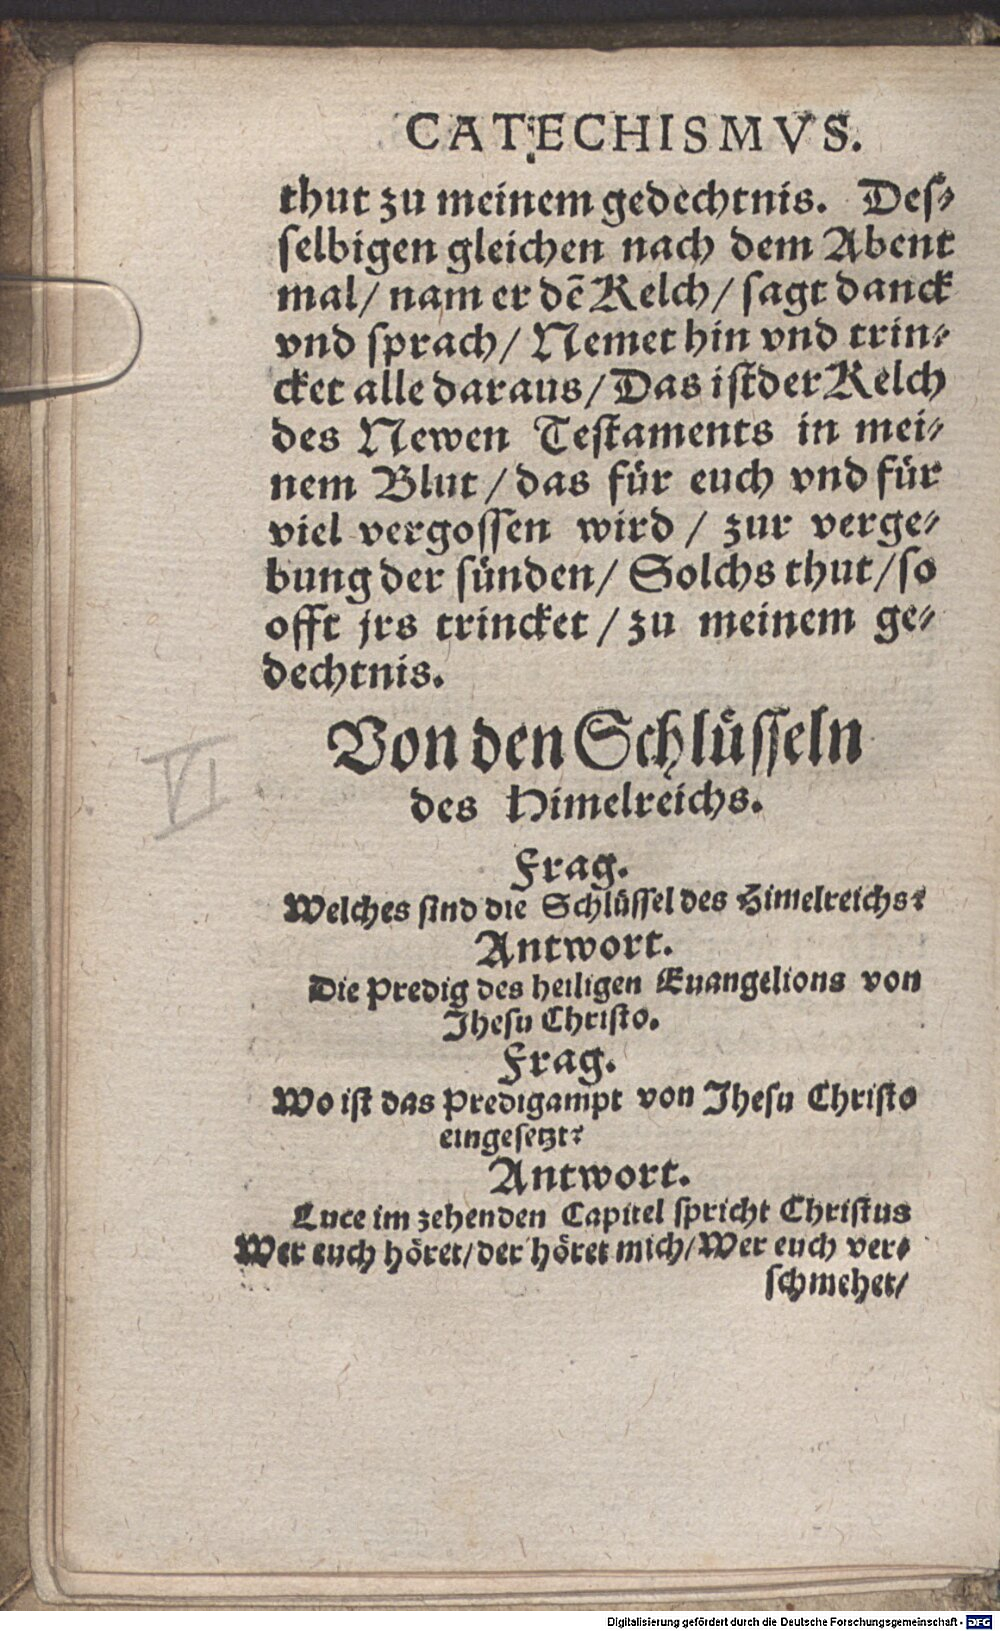 CATECHISMVS.
thut zu meinem gedechtnis. Des⸗
selbigen gleichen nach dem Abent
mal/ nam er dẽ Kelch/ sagt danck
vnd sprach/ Nemet hin vnd trin⸗
cket alle daraus/ Das ist der Kelch
des Newen Testaments in mei⸗
nem Blut/ das für euch vnd für
viel vergossen wird/ zur verge⸗
bung der sünden/ Solchs thut/ so
offt jrs trincket/ zu meinem ge⸗
dechtnis.
Von den Schlüsseln
des Himelreichs.
VI
Frag.
Welches sind die Schlüssel des Himelreichs?
Antwort.
Die Predig des heiligen Euangelions von
Jhesu Christo.
Frag.
Wo ist das Predigampt von Jhesu Christo
eingesetzt?
Antwort.
Luce im zehenden Capitel spricht Christus
Wer euch höret/ der höret mich/ Wer euch ver⸗
schmehet/
Digitalisierung gefördert durch die Deutsche Forschungsgemeinschaft - DFG